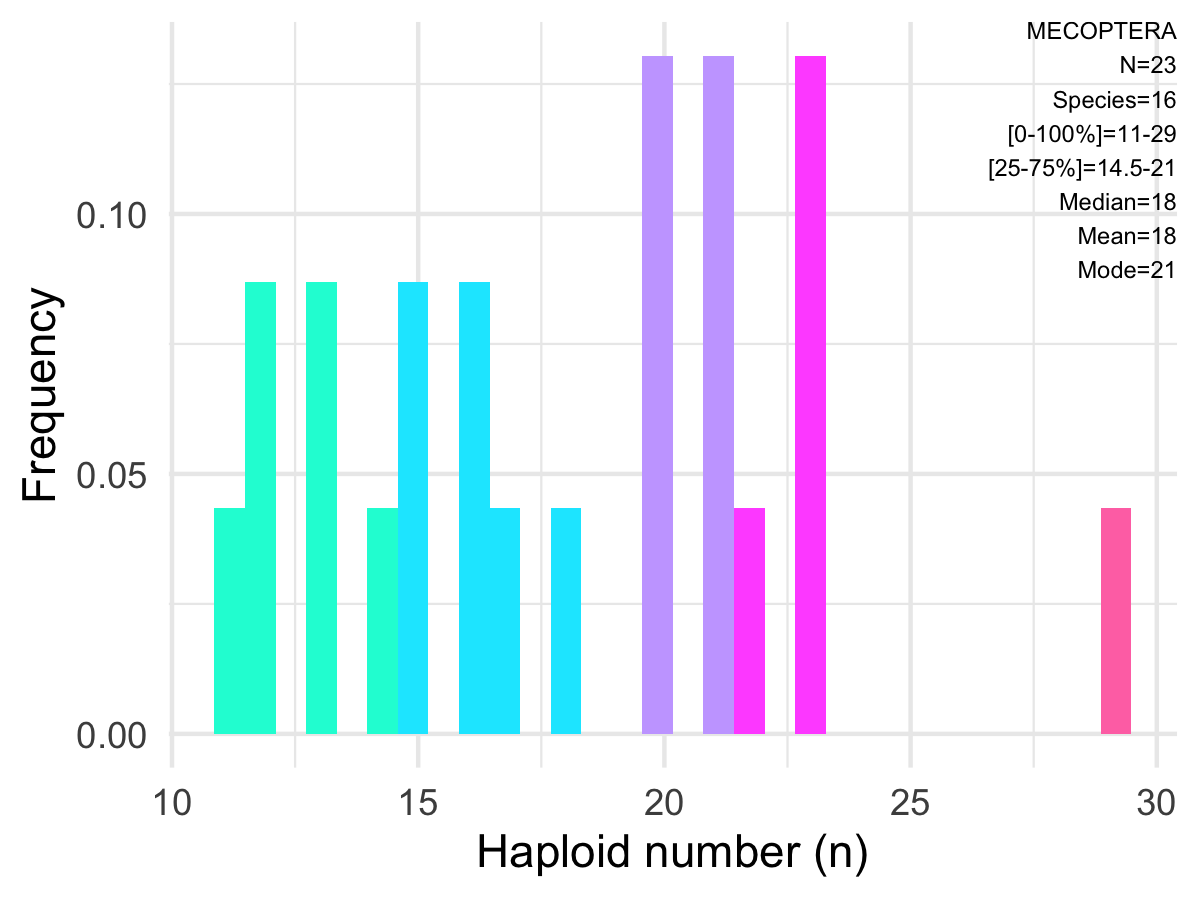 MECOPTERA
N=23
Species=16
[0-100%]=11-29
[25-75%]=14.5-21
Median=18
Mean=18
Mode=21
Frequency
0.10
0.05
0.00
10 15 20 25 30
Haploid number (n)